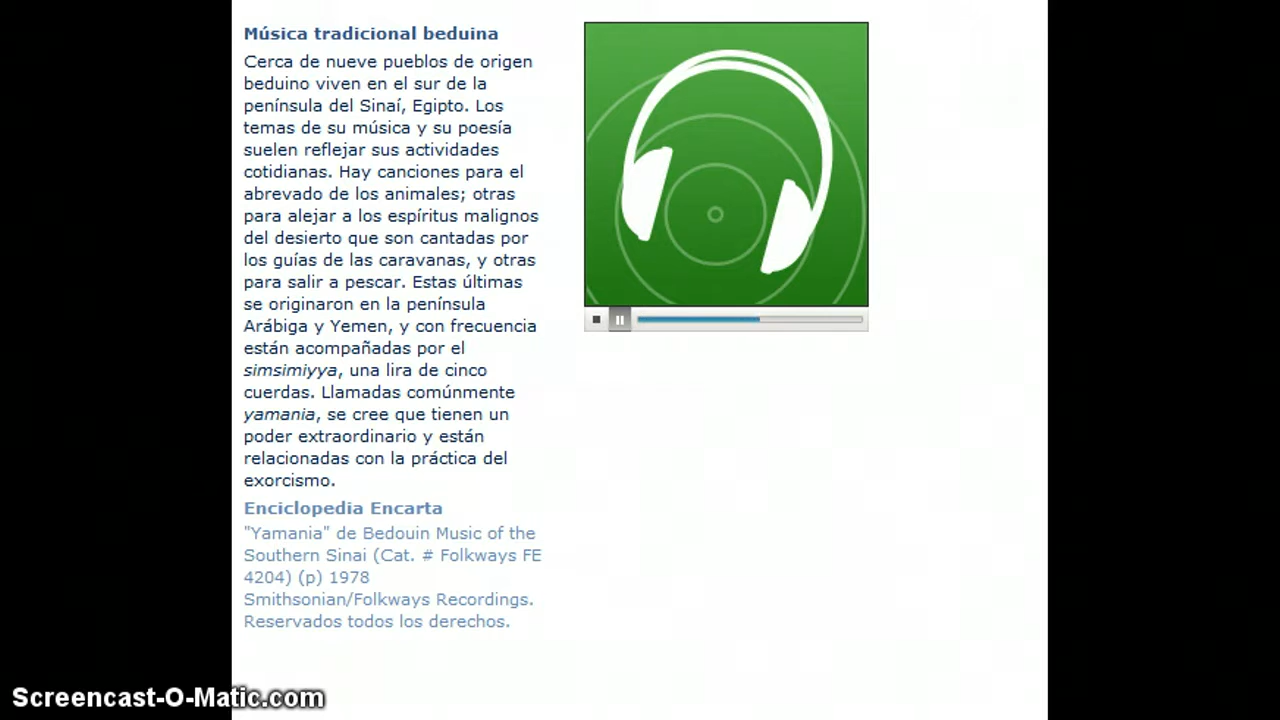 Música tradicional beduina
Cerca de nueve pueblos de origen
beduino viven en el sur de la
península del Sinaí, Egipto. Los
temas de su música y su poesía
suelen reflejar sus actividades
cotidianas. Hay canciones para el
abrevado de los animales; otras
para alejar a los espíritus malignos
del desierto que son cantadas por
los guías de las caravanas, y otras
para salir a pescar. Estas últimas
se originaron en la península
Arábiga y Yemen, y con frecuencia
están acompañadas por el
simsimiyya, una lira de cinco
cuerdas. Llamadas comúnmente
yamania, se cree que tienen un
poder extraordinario y están
relacionadas con la práctica del
exorcismo.
Enciclopedia Encarta
"Yamania" de Bedouin Music of the
Southern Sinai (Cat. # Folkways FE
4204) (p) 1978
Smithsonian/Folkways Recordings.
Reservados todos los derechos.
Screencast-O-Matic.com